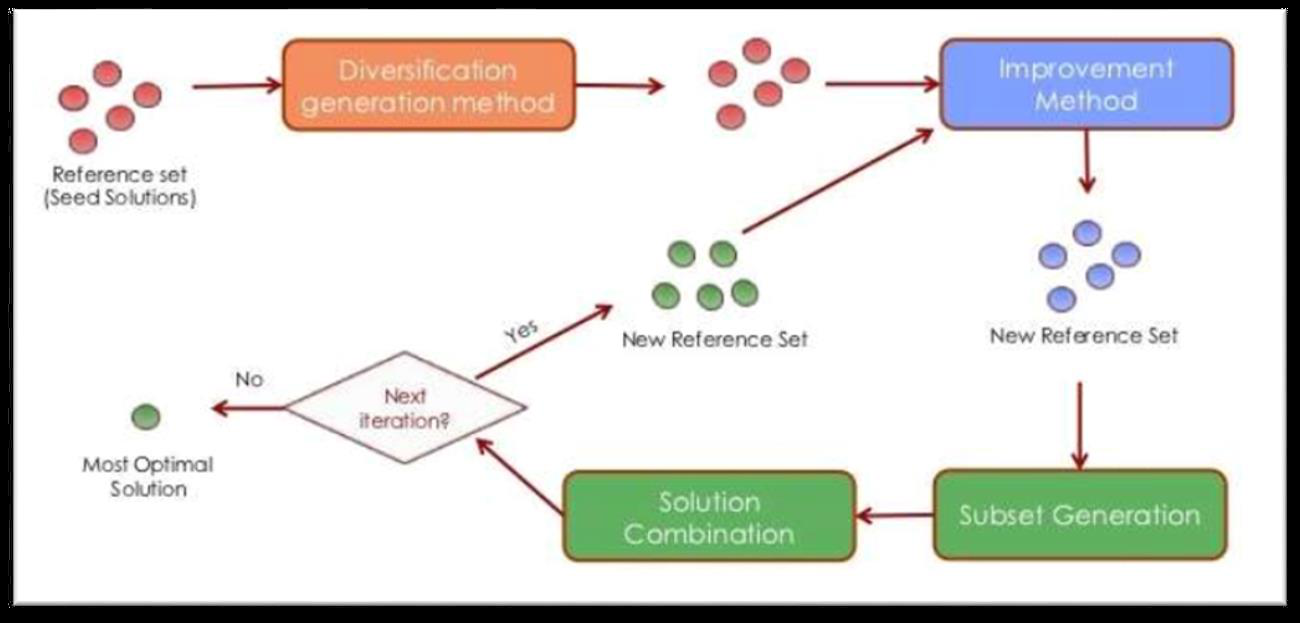 Diversification
generation method
Improvement
Method
Reference set
(Seed Solutions)
Yes
New Reference Set
New Reference Set
No
Next
iteration?
Most Optimal
Solution
Solution
Combination
Subset Generation